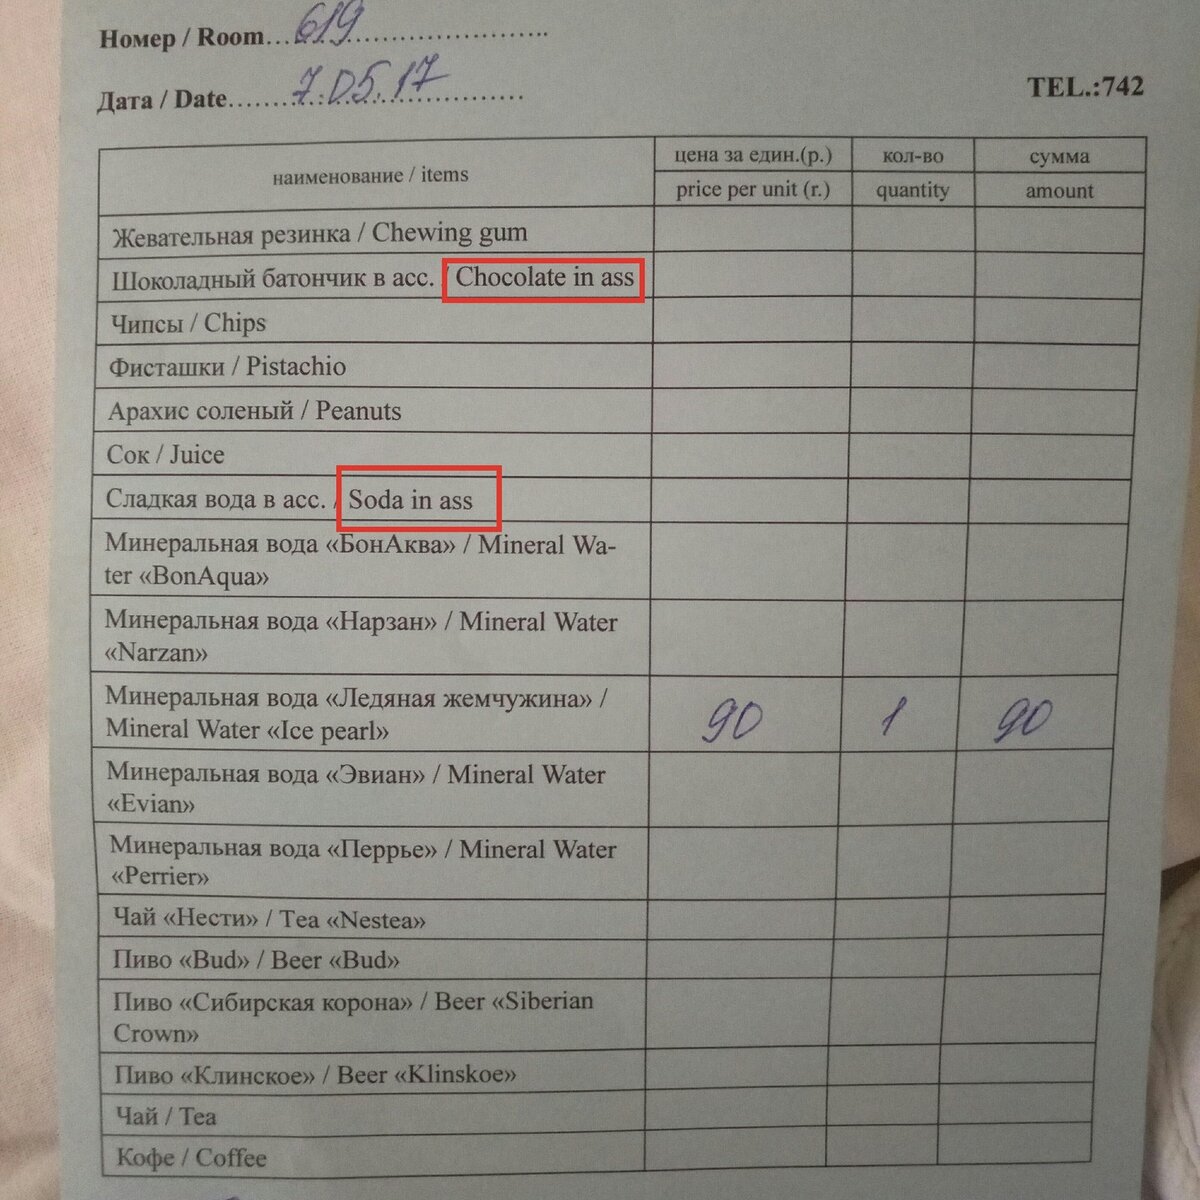 Номер / Room... 619
Дата / Date... 7.05.17
TEL.:742
наименование / items
цена за един.(р.) кол-во сумма
price per unit (r.) quantity amount
Жевательная резинка / Chewing gum
Шоколадный батончик в асс. / Chocolate in ass
Чипсы / Chips
Фисташки / Pistachio
Арахис соленый / Peanuts
Сок / Juice
Сладкая вода в асс. / Soda in ass
Минеральная вода «БонАква» / Mineral Wa-
ter «BonAqua»
Минеральная вода «Нарзан» / Mineral Water
«Narzan»
Минеральная вода «Ледяная жемчужина» /
Mineral Water «Ice pearl» 90 1 90
Минеральная вода «Эвиан» / Mineral Water
«Evian»
Минеральная вода «Перрье» / Mineral Water
«Perrier»
Чай «Нести» / Tea «Nestea»
Пиво «Bud» / Beer «Bud»
Пиво «Сибирская корона» / Beer «Siberian
Crown»
Пиво «Клинское» / Beer «Klinskoe»
Чай / Tea
Кофе / Coffee